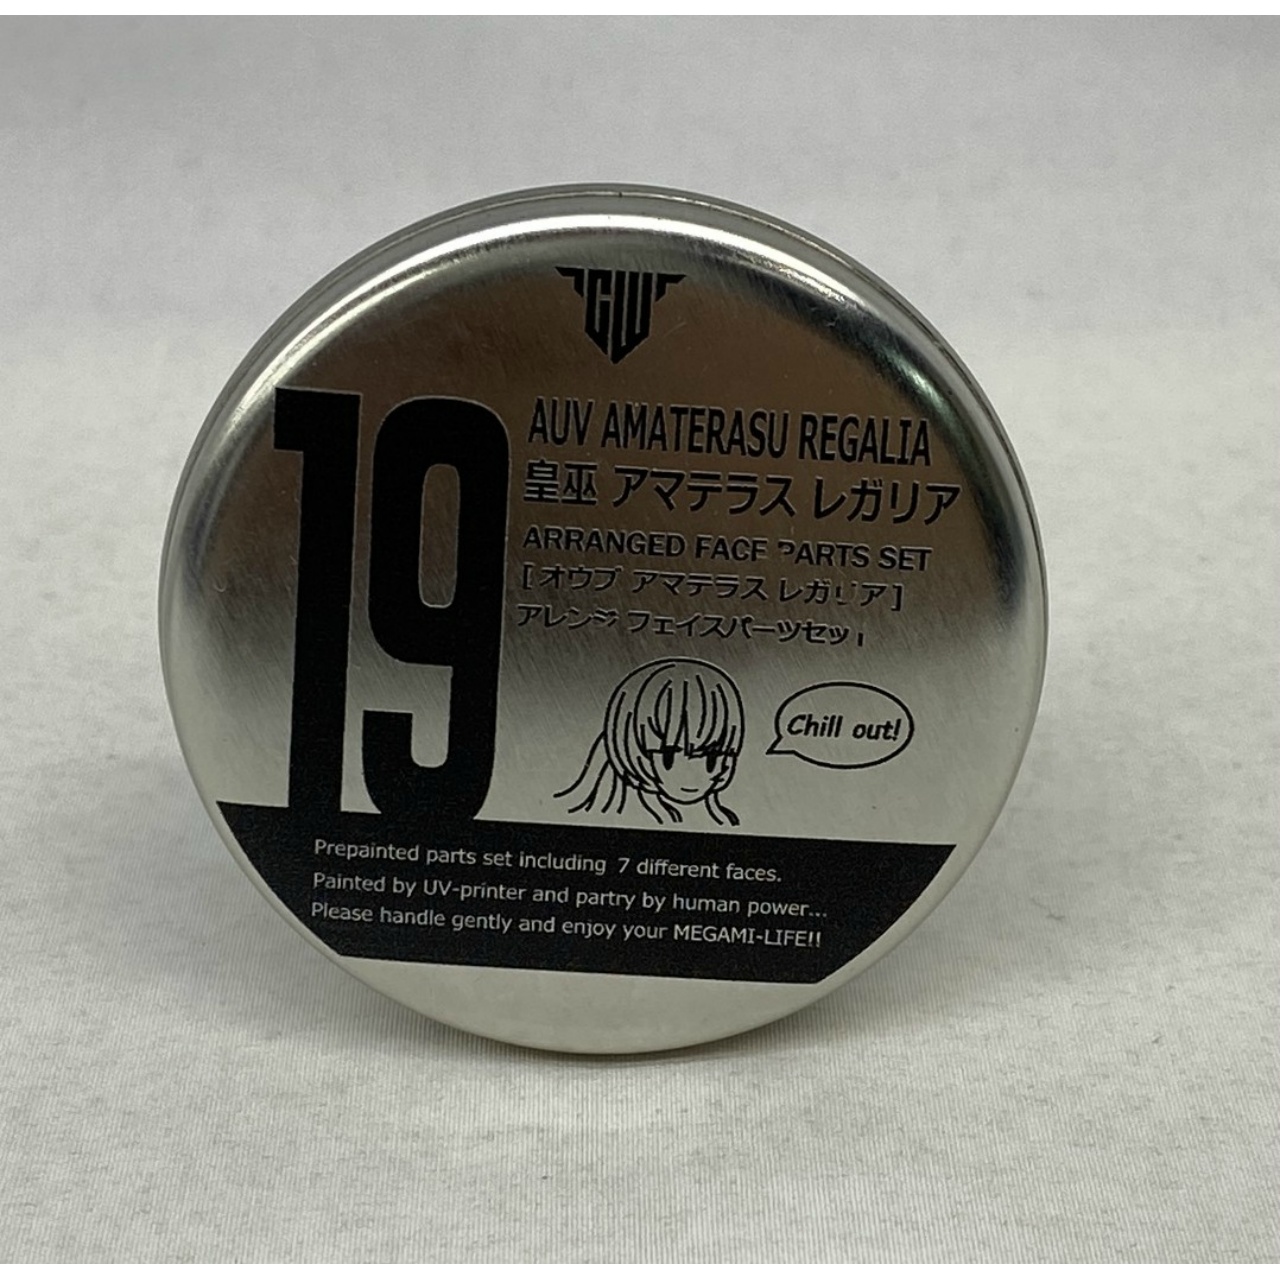 GW
19
AUV AMATERASU REGALIA
皇巫 アマテラス レガリア
ARRANGED FACE PARTS SET
[ オウブ アマテラス レガリア ]
アレンジ フェイスパーツセット
Chill out!
Prepainted parts set including 7 different faces.
Painted by UV-printer and partry by human power...
Please handle gently and enjoy your MEGAMI-LIFE!!